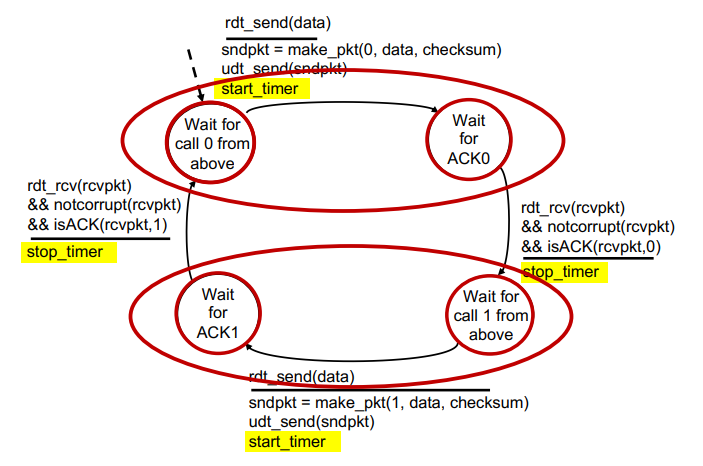 rdt_send(data)
sndpkt = make_pkt(0, data, checksum)
udt_send(sndpkt)
start_timer
Wait for
call 0 from
above
Wait
for
ACK0
rdt_rcv(rcvpkt)
&& notcorrupt(rcvpkt)
&& isACK(rcvpkt,1)
stop_timer
rdt_rcv(rcvpkt)
&& notcorrupt(rcvpkt)
&& isACK(rcvpkt,0)
stop_timer
Wait
for
ACK1
Wait for
call 1 from
above
rdt_send(data)
sndpkt = make_pkt(1, data, checksum)
udt_send(sndpkt)
start_timer